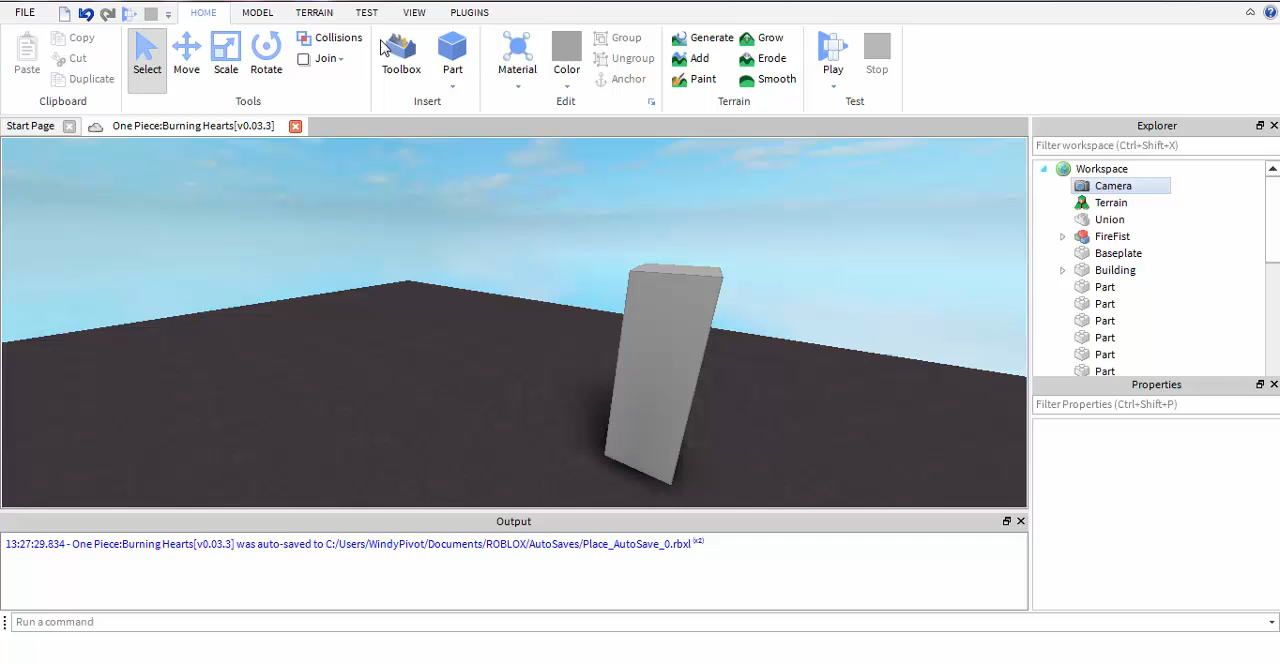 FILE HOME MODEL TERRAIN TEST VIEW PLUGINS
Paste
Copy
Cut
Duplicate
Clipboard
Select
Move
Scale
Rotate
Collisions
Join
Tools
Toolbox
Part
Insert
Material
Color
Group
Ungroup
Anchor
Edit
Generate
Grow
Add
Erode
Paint
Smooth
Terrain
Play
Stop
Test
Start Page
One Piece:Burning Hearts[v0.03.3]
Explorer
Filter workspace (Ctrl+Shift+X)
Workspace
Camera
Terrain
Union
FireFist
Baseplate
Building
Part
Part
Part
Part
Part
Part
Properties
Filter Properties (Ctrl+Shift+P)
Output
13:27:29.834 - One Piece:Burning Hearts[v0.03.3] was auto-saved to C:/Users/WindyPivot/Documents/ROBLOX/AutoSaves/Place_AutoSave_0.rbxl (x2)
Run a command